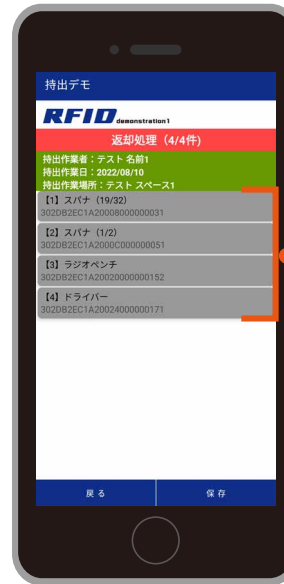 持出デモ
RFID demonstration1
返却処理（4/4件)
持出作業者：テスト 名前1
持出作業日：2022/08/10
持出作業場所：テスト スペース1
【1】スパナ（19/32）
302DB2EC1A20008000000031
【2】スパナ（1/2）
302DB2EC1A2000C000000051
【3】ラジオペンチ
302DB2EC1A20020000000152
【4】ドライバー
302DB2EC1A20024000000171
戻る
保存